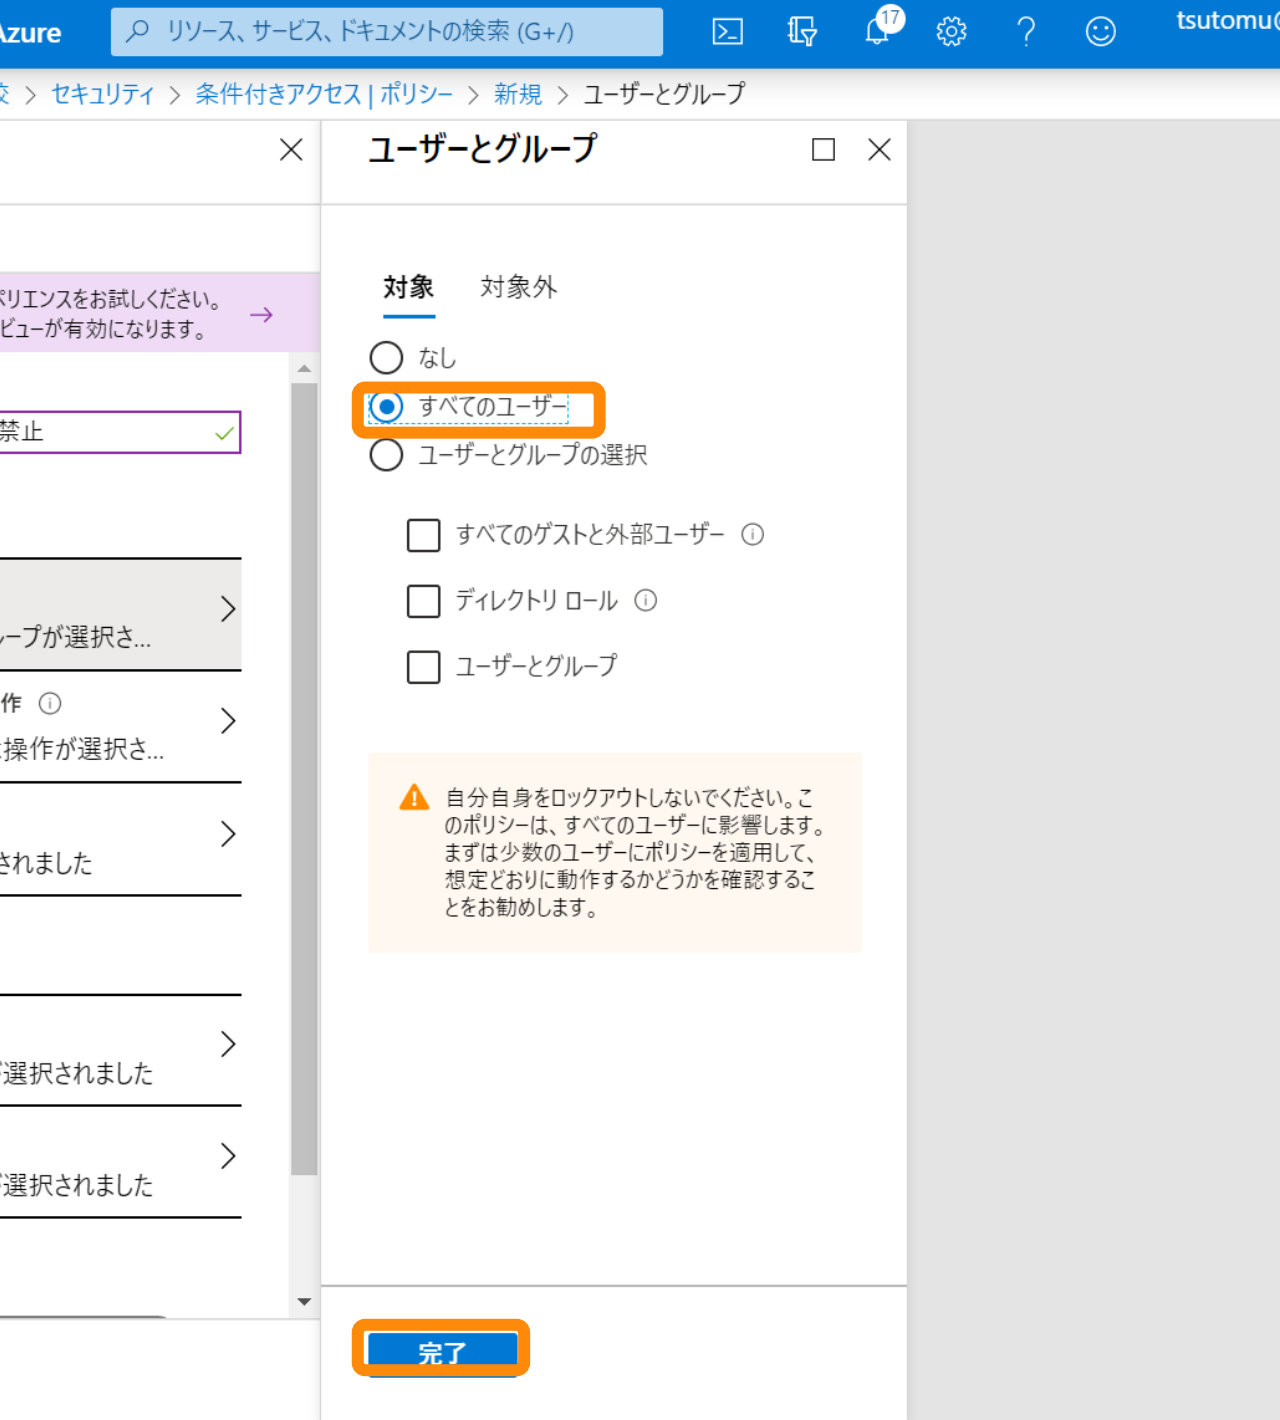 Azure
リソース、サービス、ドキュメントの検索 (G+/)
17
tsutomu@
校 > セキュリティ > 条件付きアクセス | ポリシー > 新規 > ユーザーとグループ
ユーザーとグループ
ペリエンスをお試しください。
ビューが有効になります。
禁止
ープが選択さ...
作
操作が選択さ...
されました
選択されました
選択されました
対象 対象外
なし
すべてのユーザー
ユーザーとグループの選択
すべてのゲストと外部ユーザー
ディレクトリ ロール
ユーザーとグループ
自分自身をロックアウトしないでください。こ
のポリシーは、すべてのユーザーに影響します。
まずは少数のユーザーにポリシーを適用して、
想定どおりに動作するかどうかを確認するこ
とをお勧めします。
完了